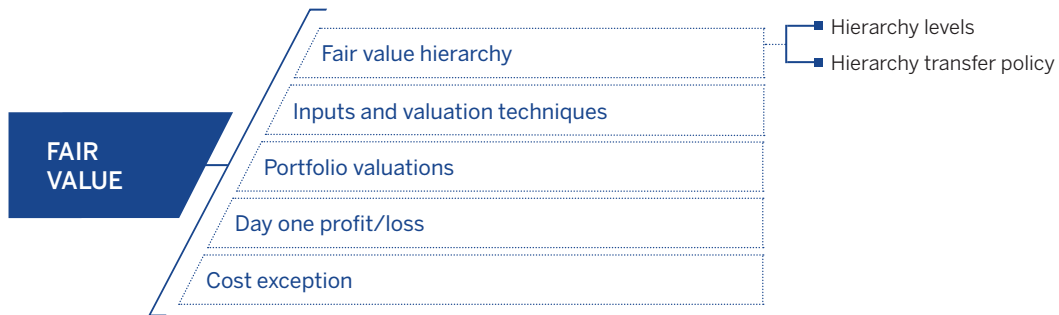 FAIR
VALUE
Fair value hierarchy
Hierarchy levels
Hierarchy transfer policy
Inputs and valuation techniques
Portfolio valuations
Day one profit/loss
Cost exception